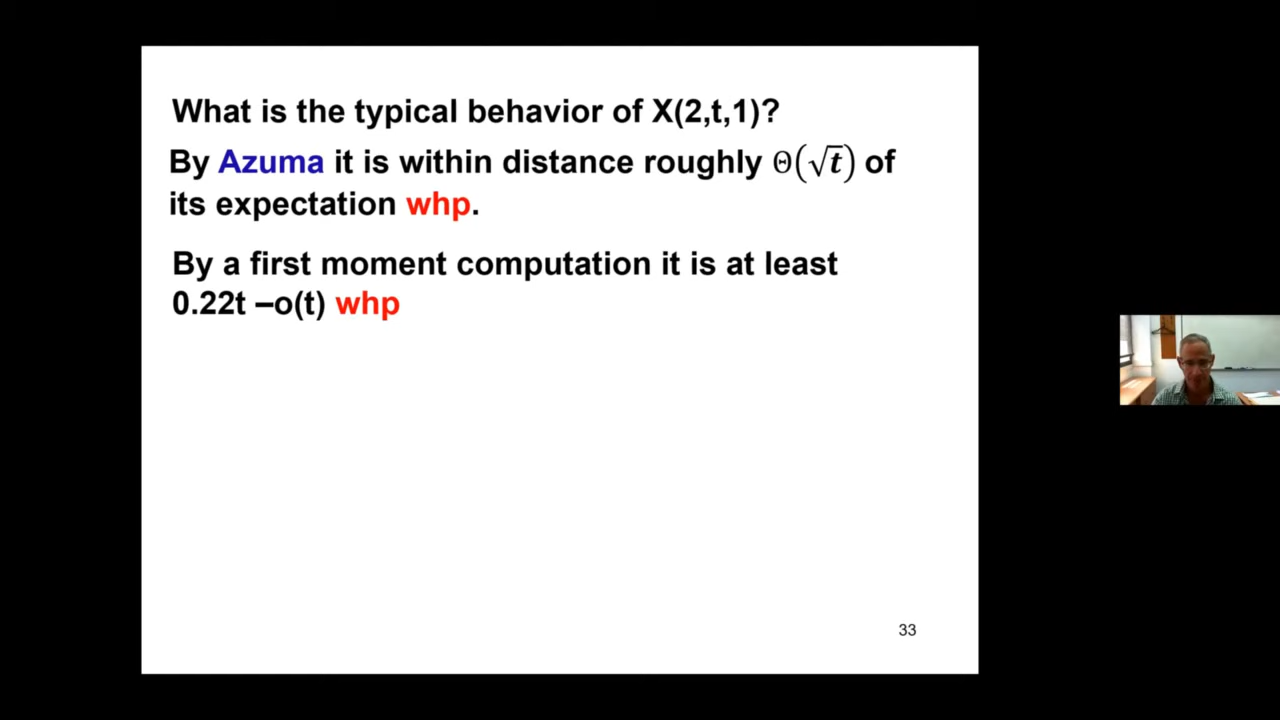 What is the typical behavior of X(2,t,1)?
By Azuma it is within distance roughly Θ(√t) of
its expectation whp.
By a first moment computation it is at least
0.22t –o(t) whp
33